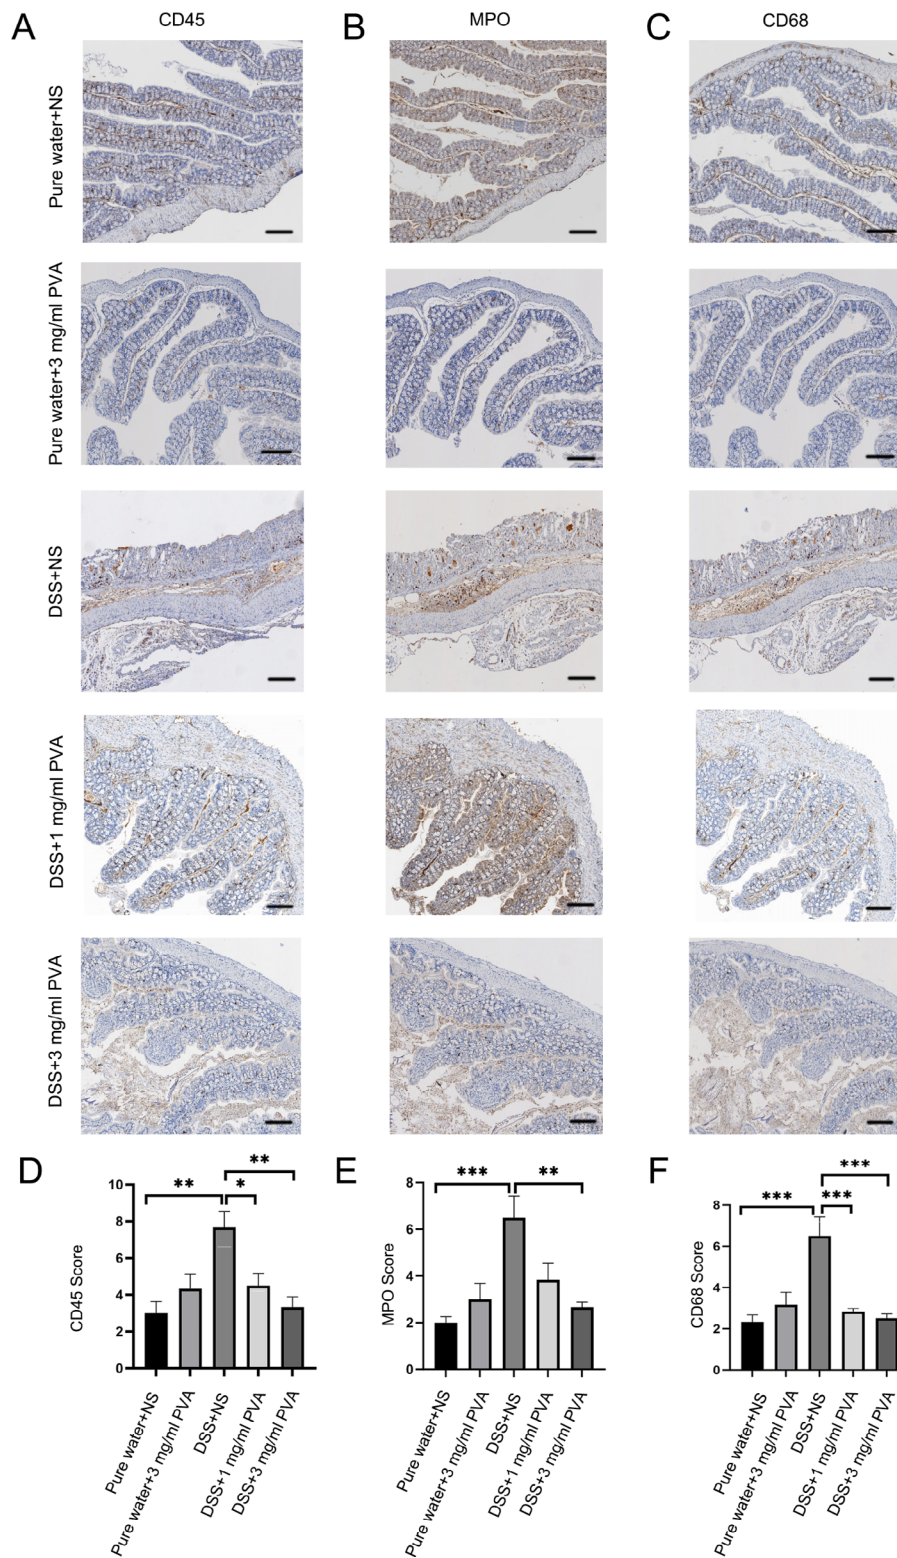 A CD45 B MPO C CD68
Pure water+NS
Pure water+3 mg/ml PVA
DSS+NS
DSS+1 mg/ml PVA
DSS+3 mg/ml PVA
D
CD45 Score
10
8
6
4
2
0
** * **
Pure water+NS
Pure water+3 mg/ml PVA
DSS+NS
DSS+1 mg/ml PVA
DSS+3 mg/ml PVA
E
MPO Score
8
6
4
2
0
*** **
Pure water+NS
Pure water+3 mg/ml PVA
DSS+NS
DSS+1 mg/ml PVA
DSS+3 mg/ml PVA
F
CD68 Score
8
6
4
2
0
*** *** ***
Pure water+NS
Pure water+3 mg/ml PVA
DSS+NS
DSS+1 mg/ml PVA
DSS+3 mg/ml PVA